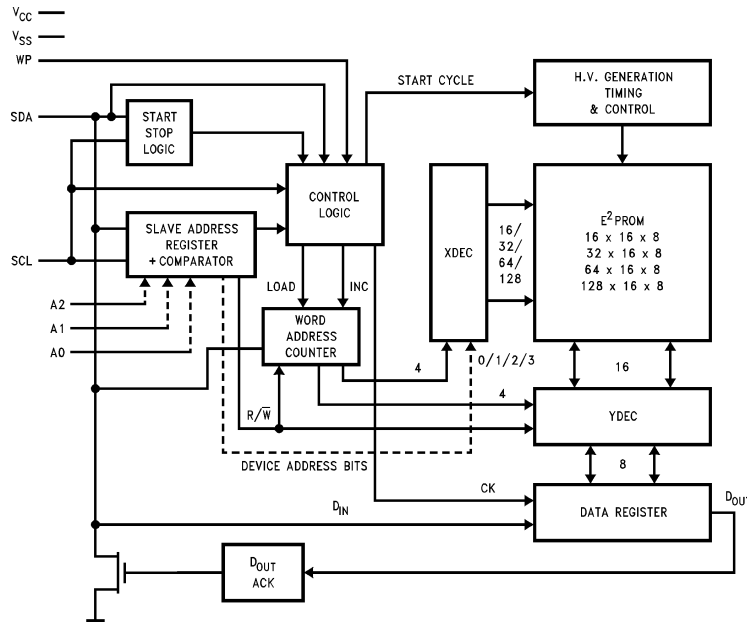 V_CC
V_SS
WP
SDA
START
STOP
LOGIC
START CYCLE
H.V. GENERATION
TIMING
& CONTROL
CONTROL
LOGIC
SLAVE ADDRESS
REGISTER
+ COMPARATOR
SCL
A2
A1
A0
LOAD
INC
WORD
ADDRESS
COUNTER
XDEC
16/
32/
64/
128
E²PROM
16 x 16 x 8
32 x 16 x 8
64 x 16 x 8
128 x 16 x 8
0/1/2/3
4
16
4
R/W̅
YDEC
DEVICE ADDRESS BITS
8
CK
D_IN
DATA REGISTER
D_OUT
D_OUT
ACK